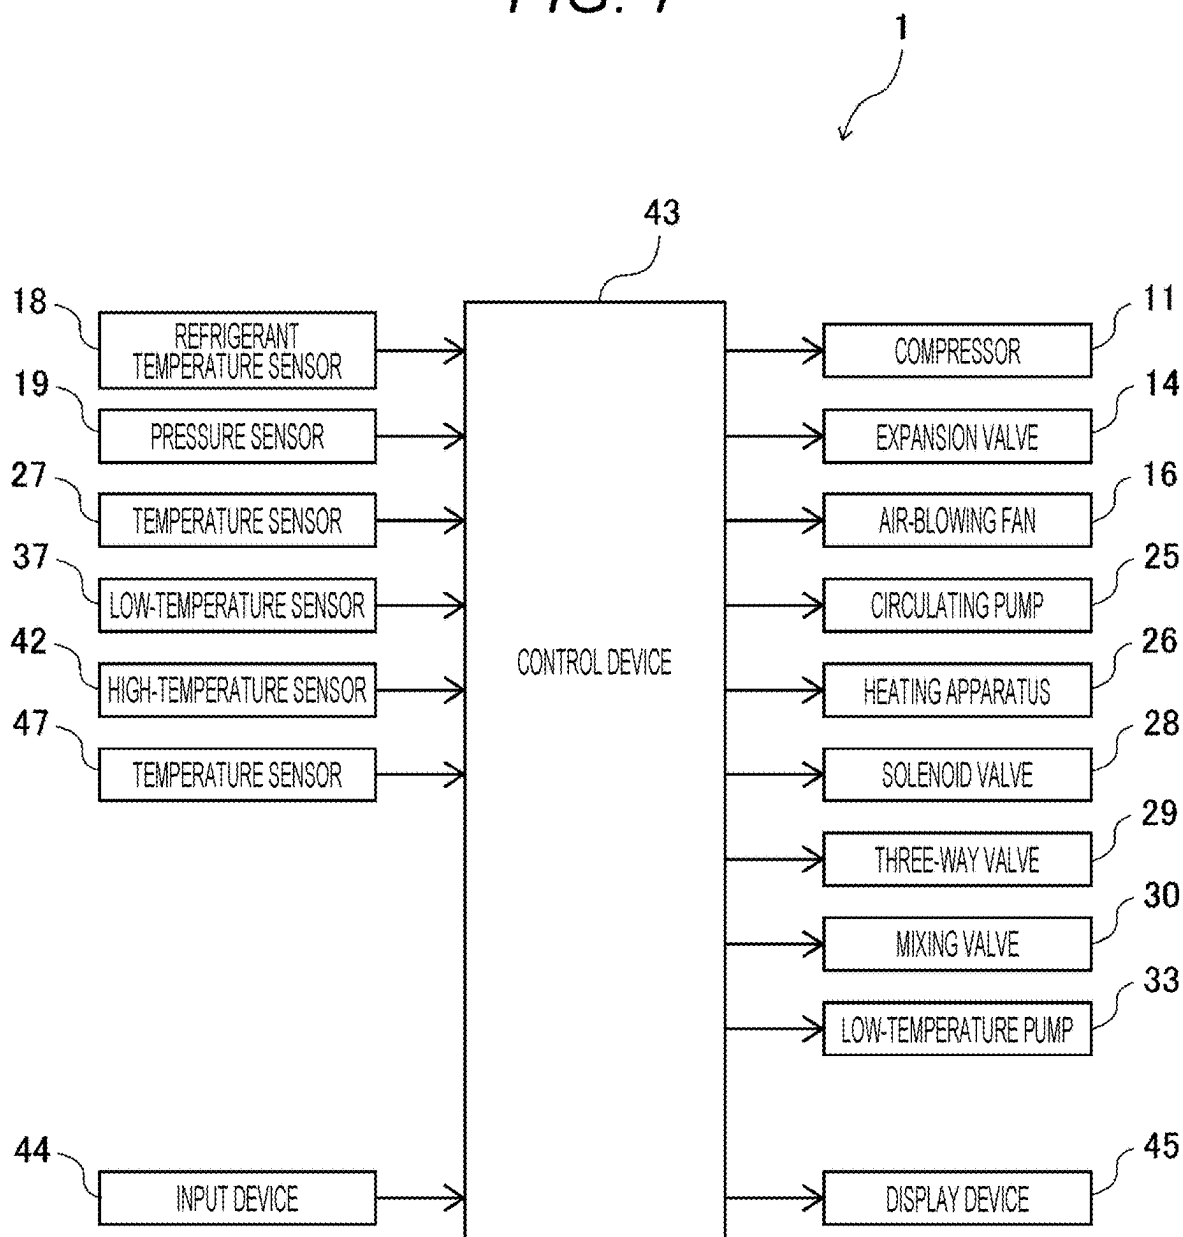 1
43
18
REFRIGERANT
TEMPERATURE SENSOR
19
PRESSURE SENSOR
27
TEMPERATURE SENSOR
37
LOW-TEMPERATURE SENSOR
42
HIGH-TEMPERATURE SENSOR
47
TEMPERATURE SENSOR
44
INPUT DEVICE
CONTROL DEVICE
11
COMPRESSOR
14
EXPANSION VALVE
16
AIR-BLOWING FAN
25
CIRCULATING PUMP
26
HEATING APPARATUS
28
SOLENOID VALVE
29
THREE-WAY VALVE
30
MIXING VALVE
33
LOW-TEMPERATURE PUMP
45
DISPLAY DEVICE